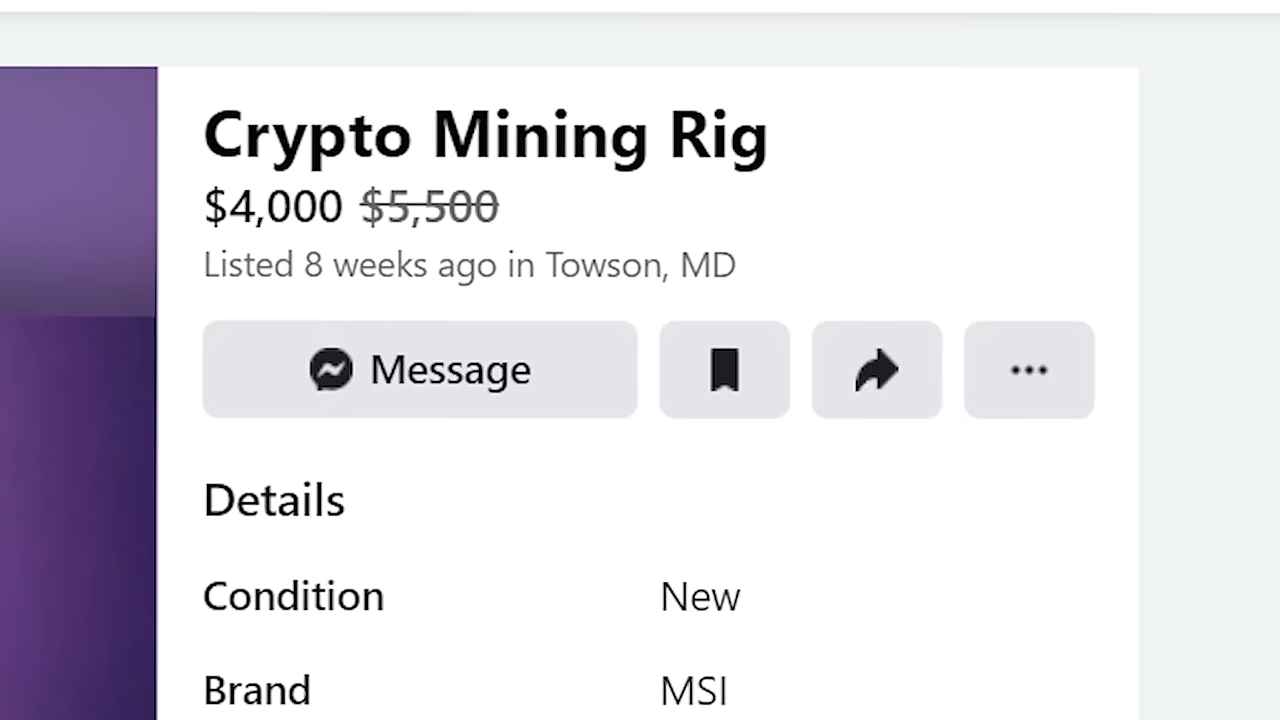 Crypto Mining Rig
$4,000 $5,500
Listed 8 weeks ago in Towson, MD
Message
Details
Condition New
Brand MSI